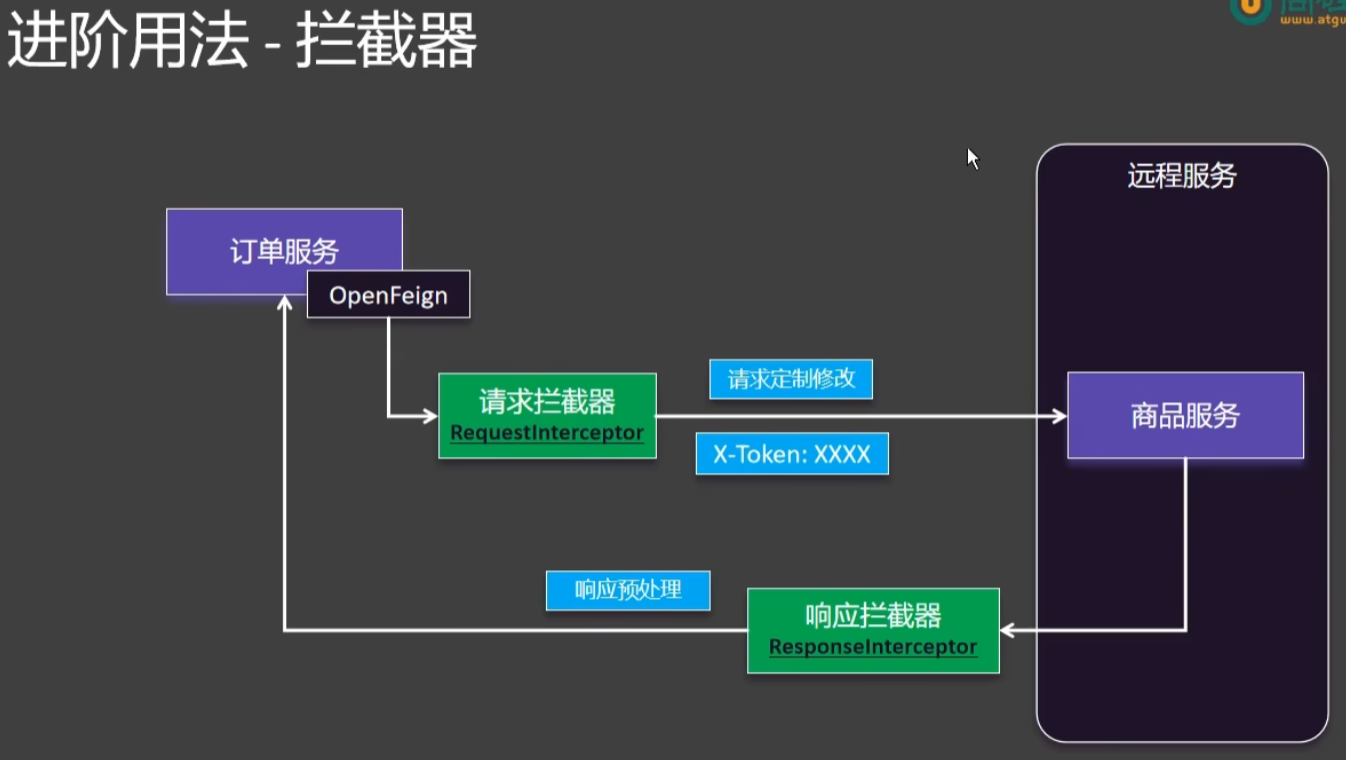 进阶用法 - 拦截器
www.atgu
远程服务
订单服务
OpenFeign
请求拦截器
RequestInterceptor
请求定制修改
X-Token: XXXX
商品服务
响应预处理
响应拦截器
ResponseInterceptor